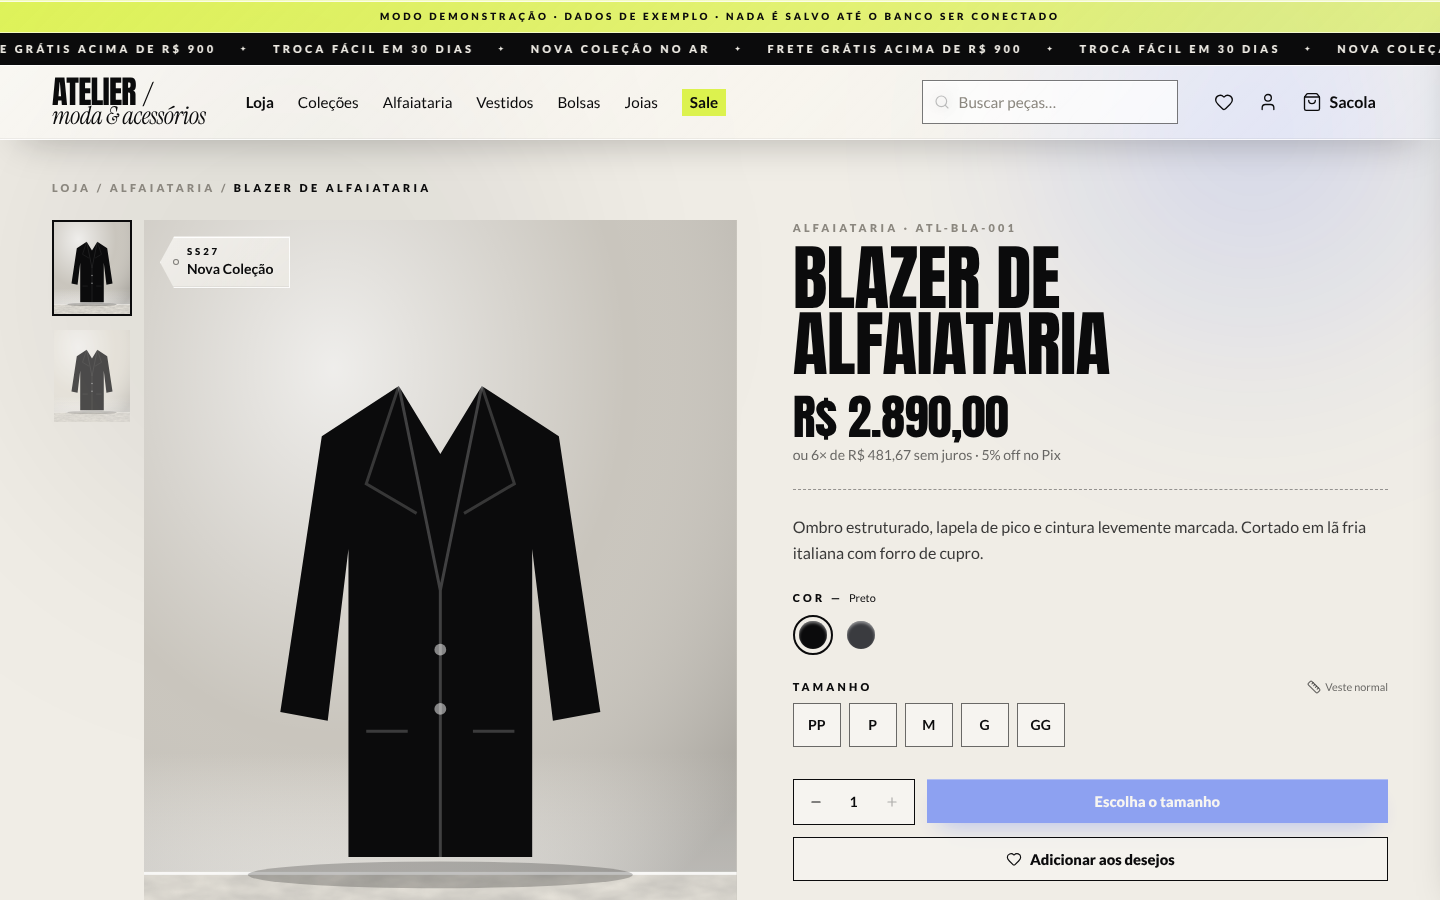 MODO DEMONSTRAÇÃO · DADOS DE EXEMPLO · NADA É SALVO ATÉ O BANCO SER CONECTADO
E GRÁTIS ACIMA DE R$ 900 ✦ TROCA FÁCIL EM 30 DIAS ✦ NOVA COLEÇÃO NO AR ✦ FRETE GRÁTIS ACIMA DE R$ 900 ✦ TROCA FÁCIL EM 30 DIAS ✦ NOVA COLEÇ
ATELIER /
moda & acessórios
Loja Coleções Alfaiataria Vestidos Bolsas Joias Sale
Buscar peças...
Sacola
LOJA / ALFAIATARIA / BLAZER DE ALFAIATARIA
SS27
Nova Coleção
ALFAIATARIA · ATL-BLA-001
BLAZER DE
ALFAIATARIA
R$ 2.890,00
ou 6× de R$ 481,67 sem juros · 5% off no Pix
Ombro estruturado, lapela de pico e cintura levemente marcada. Cortado em lã fria
italiana com forro de cupro.
COR — Preto
TAMANHO
Veste normal
PP P M G GG
− 1 +
Escolha o tamanho
Adicionar aos desejos